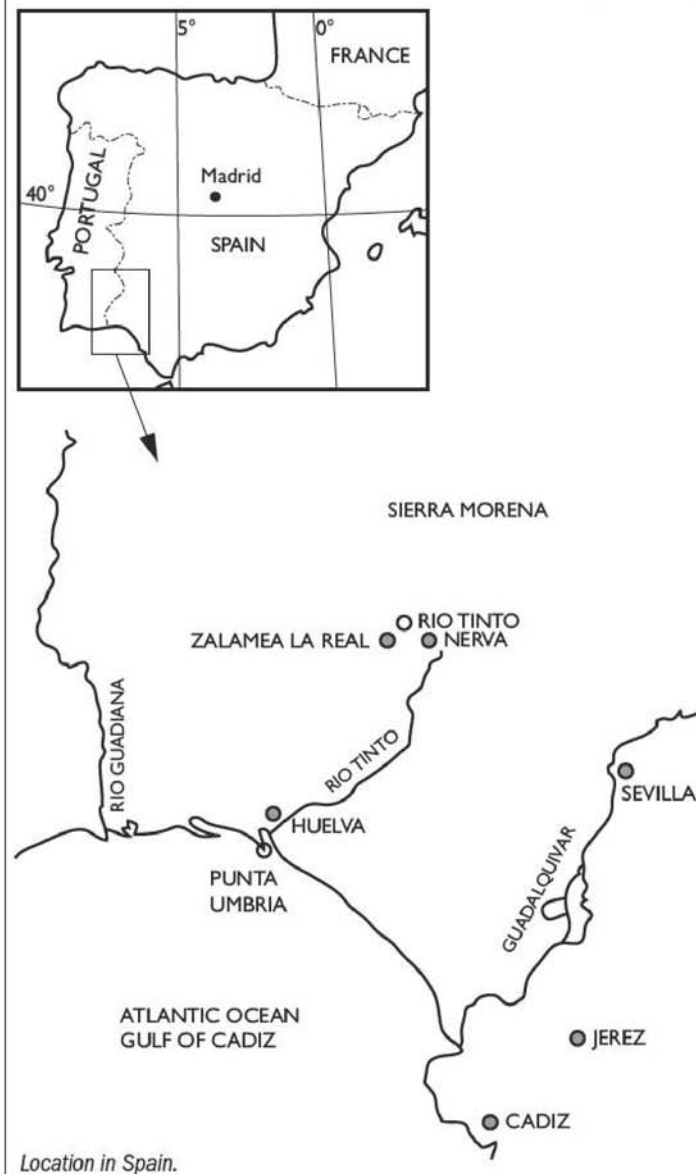 5°
0°
FRANCE
PORTUGAL
Madrid
40°
SPAIN
SIERRA MORENA
RIO TINTO
ZALAMEA LA REAL
NERVA
RIO GUADIANA
RIO TINTO
SEVILLA
HUELVA
PUNTA
UMBRIA
GUADALQUIVAR
ATLANTIC OCEAN
GULF OF CADIZ
JEREZ
CADIZ
Location in Spain.